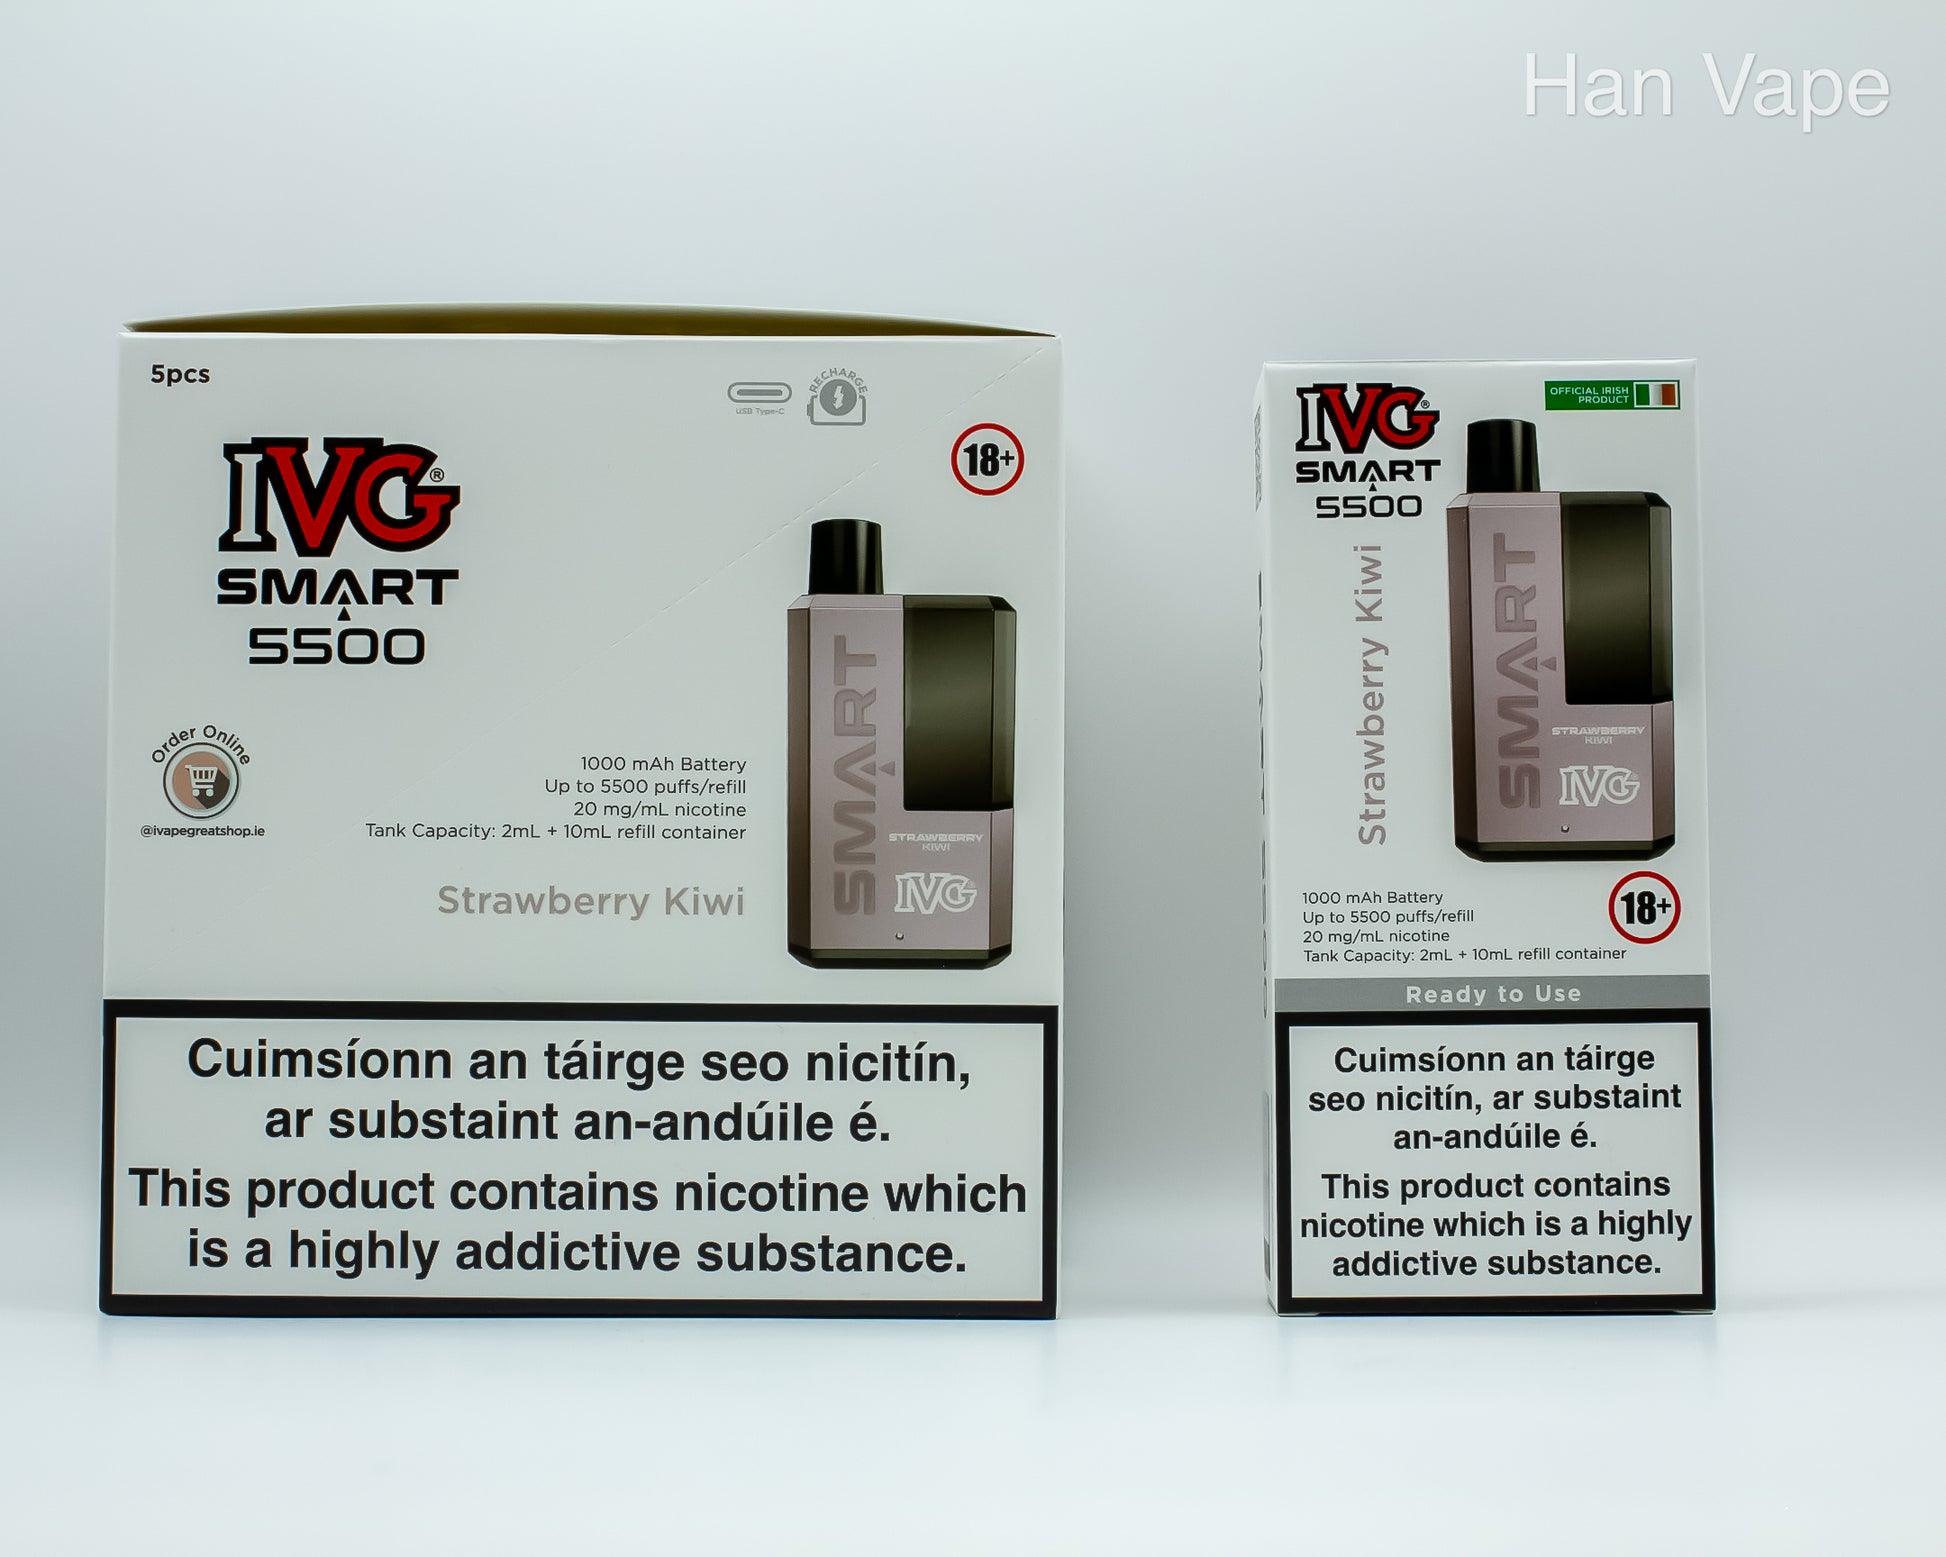 Han Vape
5pcs
USB Type-C
RECHARGE
18+
IVG®
SMART
5500
Order Online
@ivapegreatshop.ie
1000 mAh Battery
Up to 5500 puffs/refill
20 mg/mL nicotine
Tank Capacity: 2mL + 10mL refill container
Strawberry Kiwi
SMART
STRAWBERRY
KIWI
IVG
Cuimsíonn an táirge seo nicitín,
ar substaint an-andúile é.
This product contains nicotine which
is a highly addictive substance.
IVG®
SMART
5500
OFFICIAL IRISH
PRODUCT
Strawberry Kiwi
SMART
STRAWBERRY
KIWI
IVG
1000 mAh Battery
Up to 5500 puffs/refill
20 mg/mL nicotine
Tank Capacity: 2mL + 10mL refill container
18+
Ready to Use
Cuimsíonn an táirge
seo nicitín, ar substaint
an-andúile é.
This product contains
nicotine which is a highly
addictive substance.